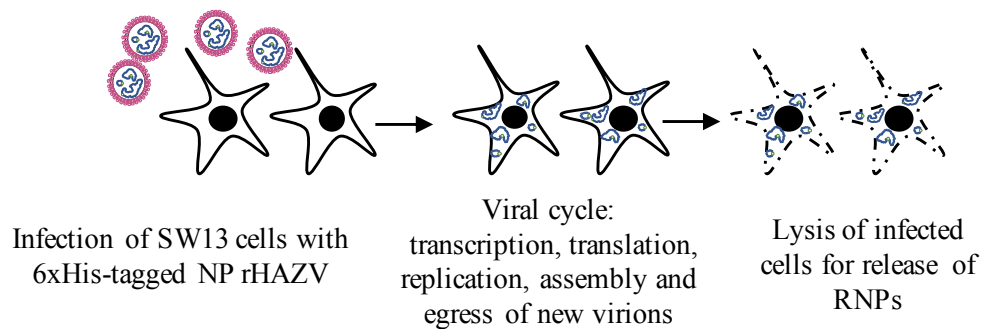 Infection of SW13 cells with
6xHis-tagged NP rHAZV
Viral cycle:
transcription, translation,
replication, assembly and
egress of new virions
Lysis of infected
cells for release of
RNPs